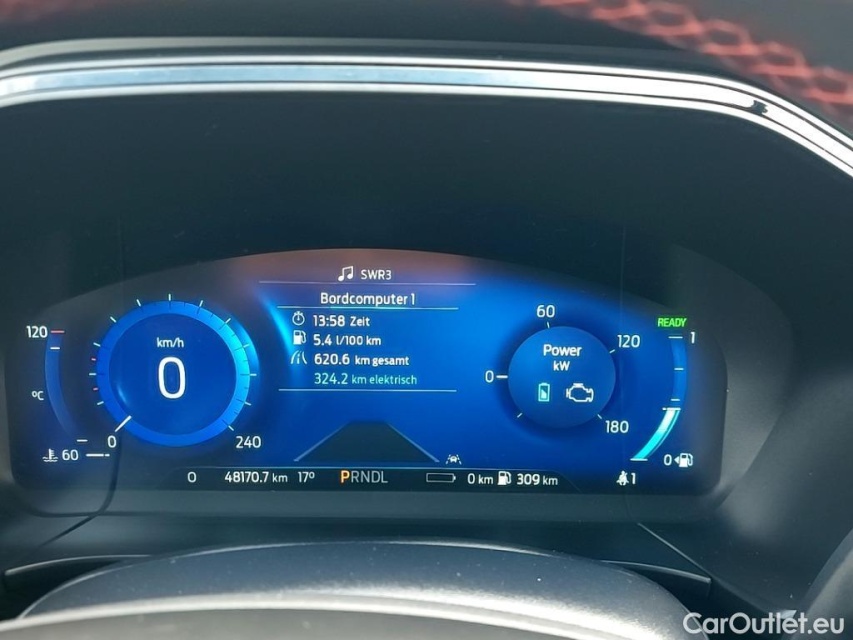 SWR3
Bordcomputer 1
13:58 Zeit
5.4 l/100 km
620.6 km gesamt
324.2 km elektrisch
120
°C
60
km/h
0
0
240
60
120
180
0
Power
kW
READY
1
0
0 48170.7 km 17° PRNDL 0 km 309 km 1
CarOutlet.eu